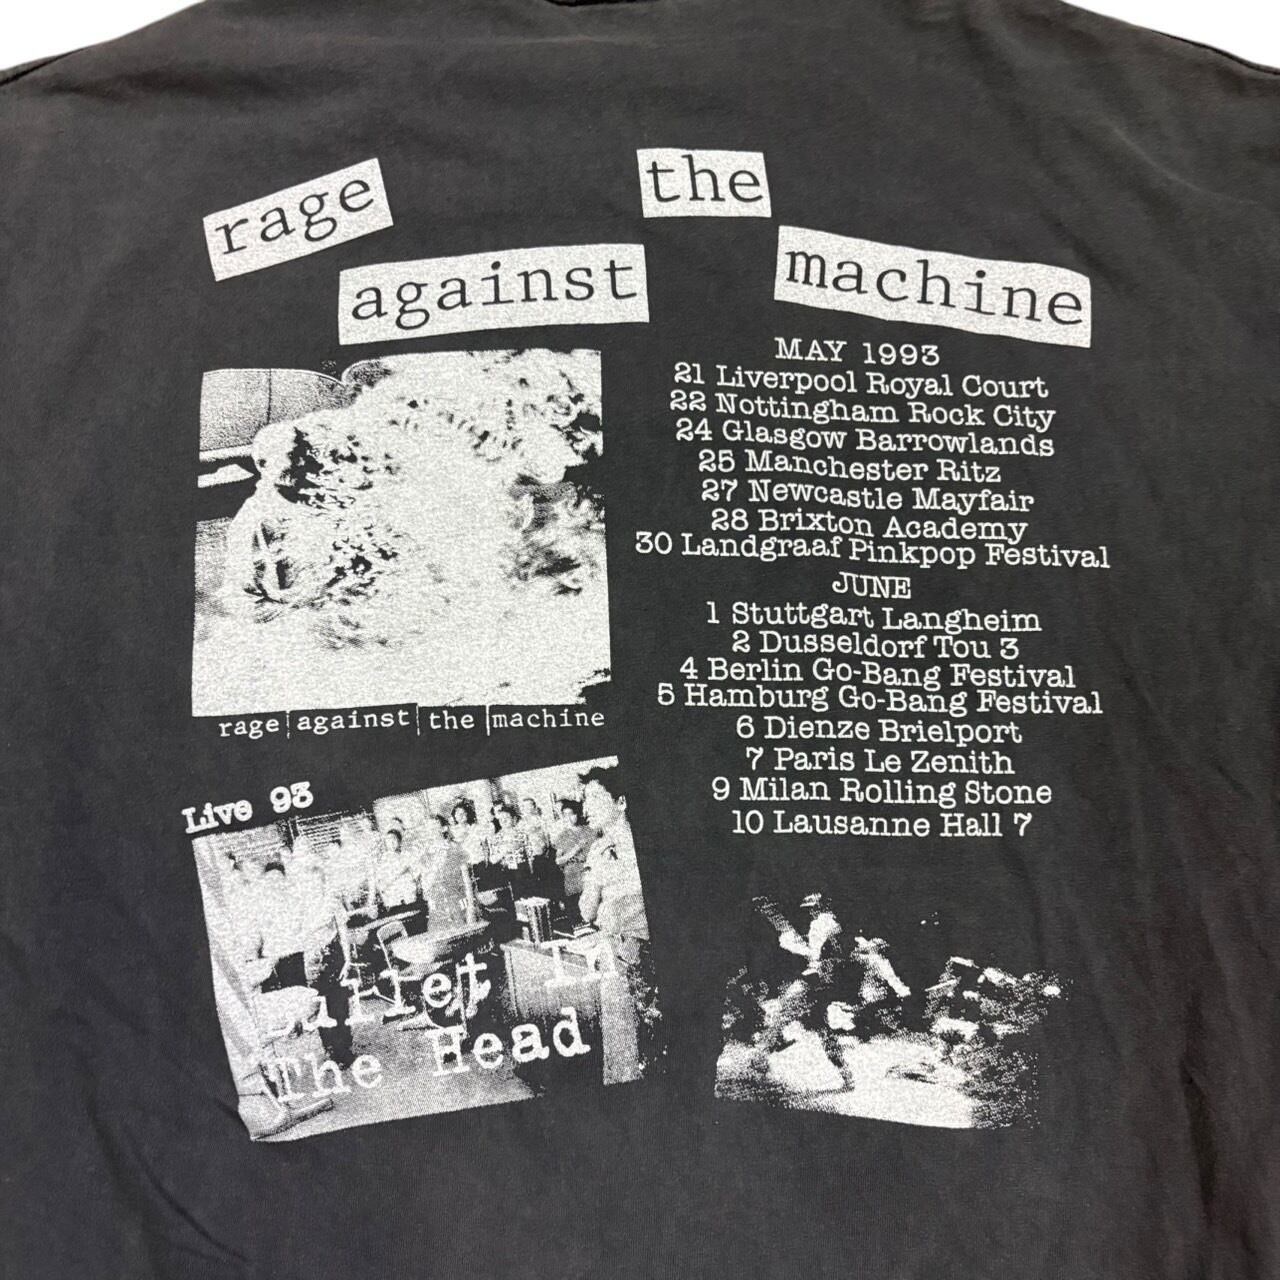 rage
against
the
machine
MAY 1993
21 Liverpool Royal Court
22 Nottingham Rock City
24 Glasgow Barrowlands
25 Manchester Ritz
27 Newcastle Mayfair
28 Brixton Academy
30 Landgraaf Pinkpop Festival
JUNE
1 Stuttgart Langheim
2 Dusseldorf Tou 3
4 Berlin Go-Bang Festival
5 Hamburg Go-Bang Festival
6 Dienze Brielport
7 Paris Le Zenith
9 Milan Rolling Stone
10 Lausanne Hall 7
rage against the machine
Live 93
Bullet In
The Head